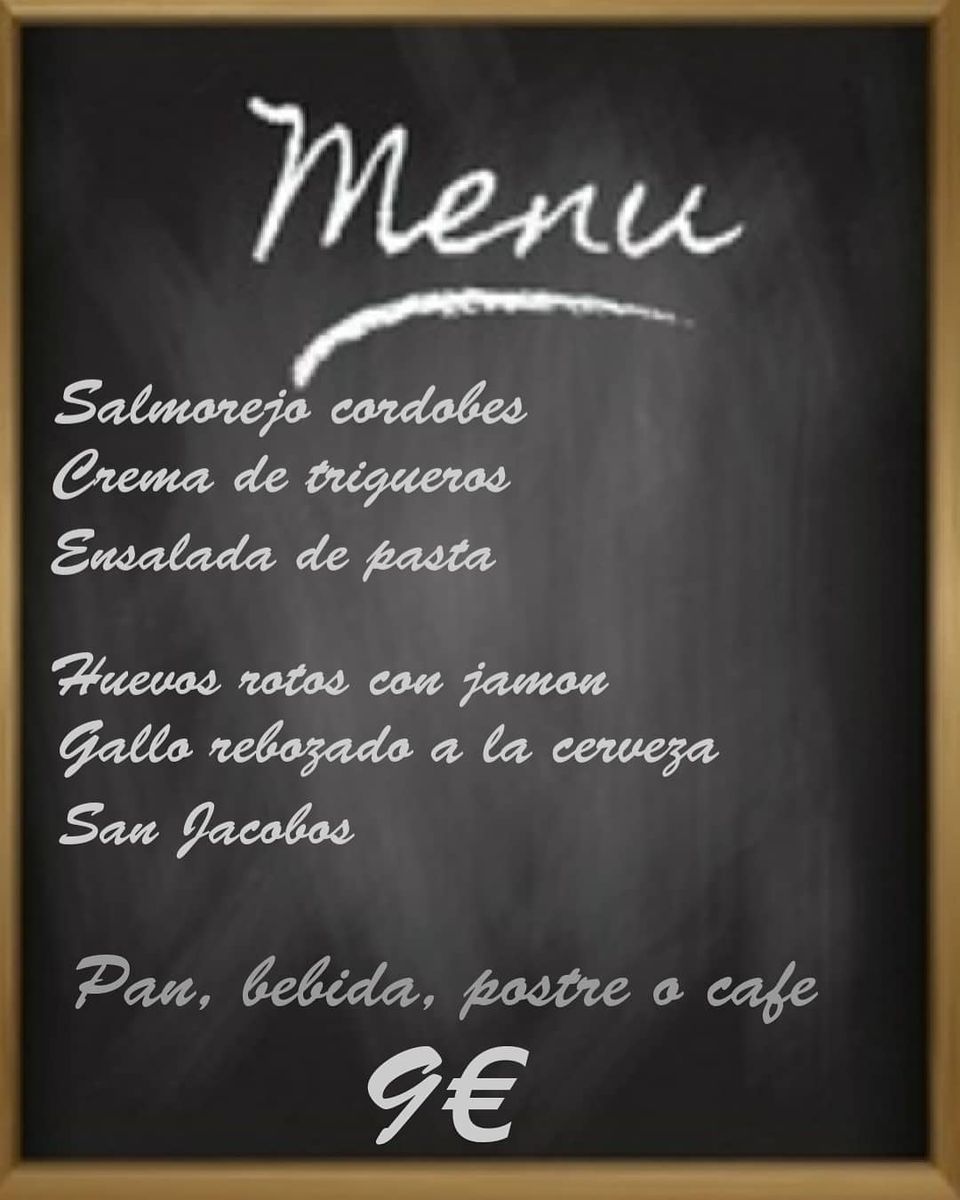 Menu
Salmorejo cordobes
Crema de trigueros
Ensalada de pasta
Huevos rotos con jamon
Gallo rebozado a la cerveza
San Jacobos
Pan, bebida, postre o cafe
9€